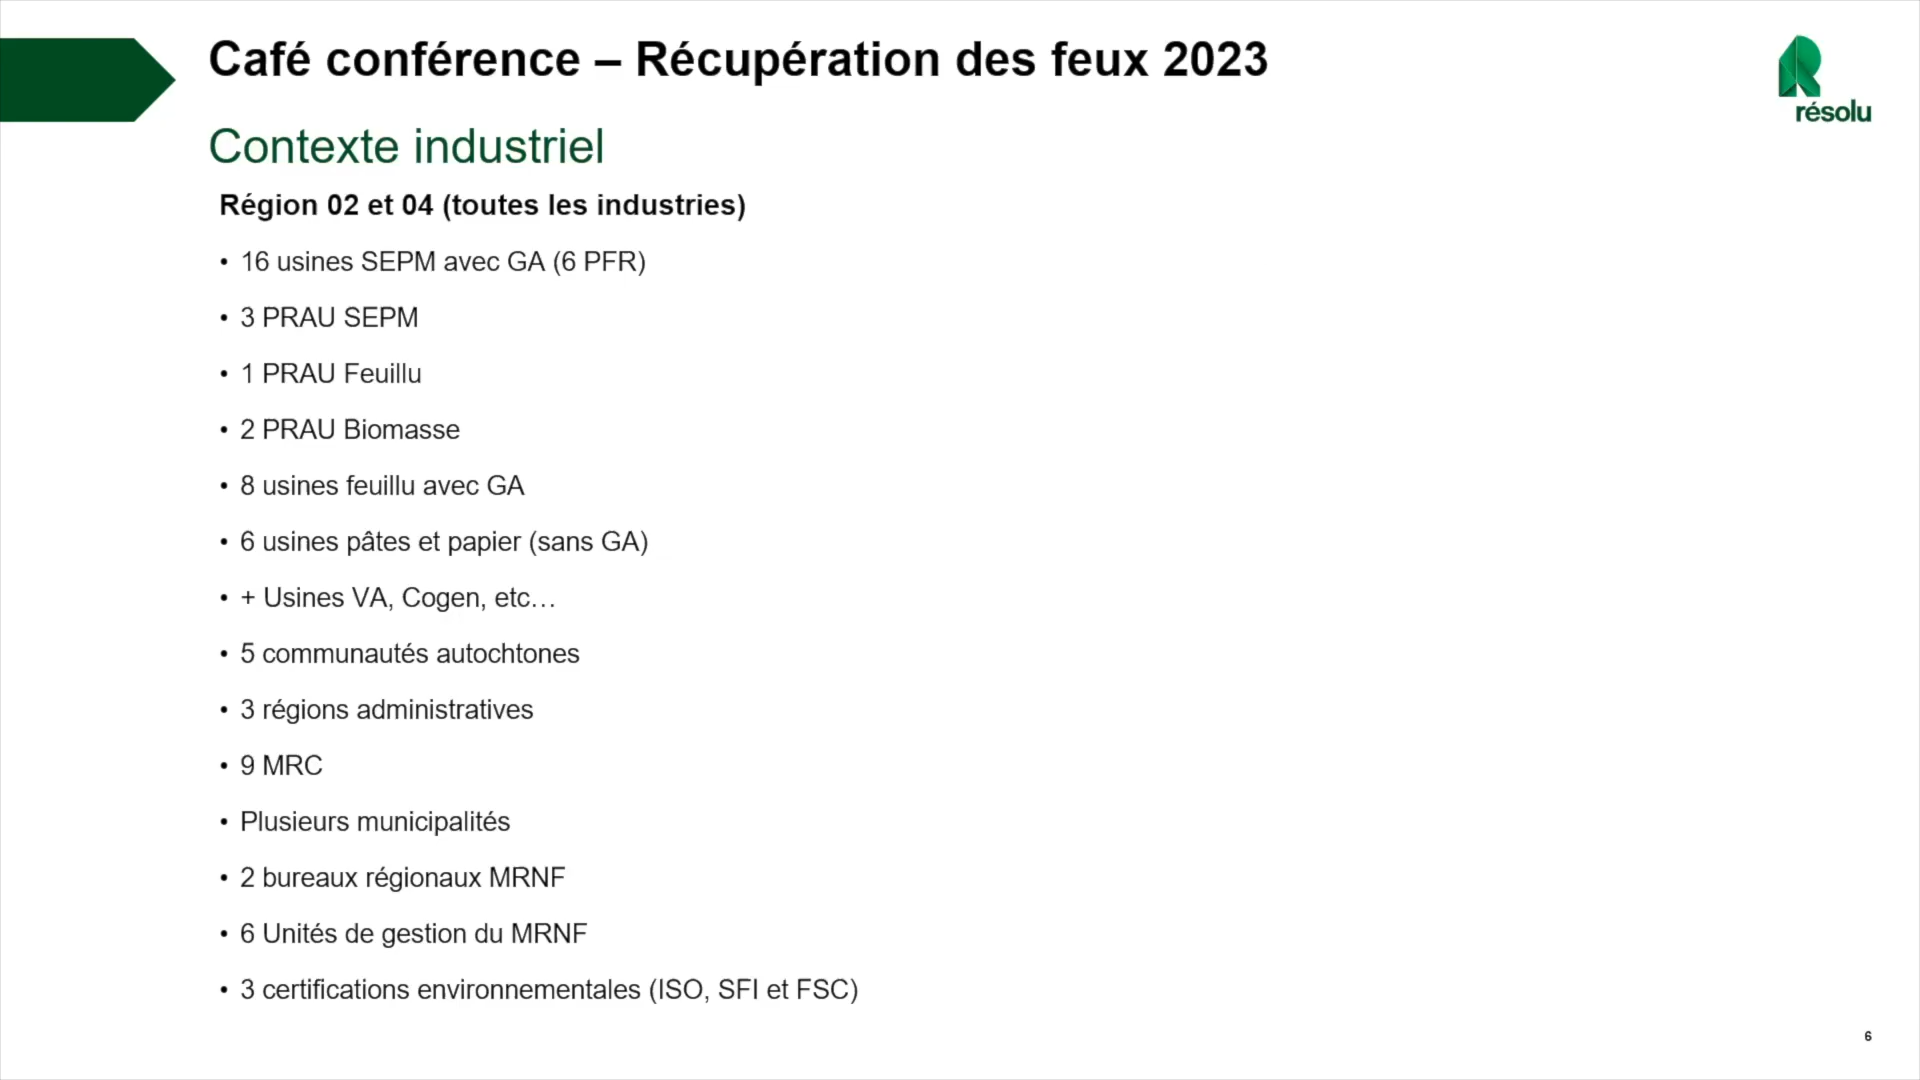 Café conférence – Récupération des feux 2023
résolu
Contexte industriel
Région 02 et 04 (toutes les industries)
• 16 usines SEPM avec GA (6 PFR)
• 3 PRAU SEPM
• 1 PRAU Feuillu
• 2 PRAU Biomasse
• 8 usines feuillu avec GA
• 6 usines pâtes et papier (sans GA)
• + Usines VA, Cogen, etc…
• 5 communautés autochtones
• 3 régions administratives
• 9 MRC
• Plusieurs municipalités
• 2 bureaux régionaux MRNF
• 6 Unités de gestion du MRNF
• 3 certifications environnementales (ISO, SFI et FSC)
6